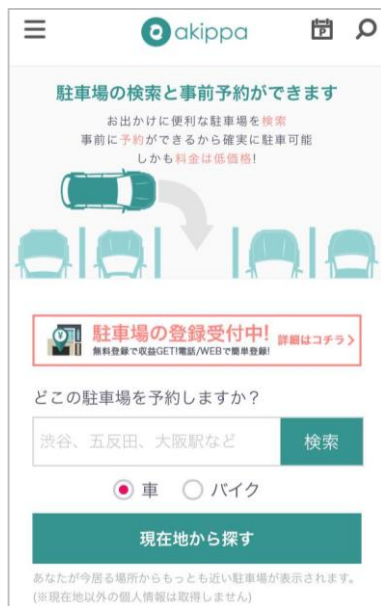 akippa
P
駐車場の検索と事前予約ができます
お出かけに便利な駐車場を検索
事前に予約ができるから確実に駐車可能
しかも料金は低価格!
駐車場の登録受付中!
無料登録で収益GET!電話/WEBで簡単登録!
詳細はコチラ
どこの駐車場を予約しますか？
渋谷、五反田、大阪駅など
検索
車 バイク
現在地から探す
あなたが今居る場所からもっとも近い駐車場が表示されます。
(※現在地以外の個人情報は取得しません)